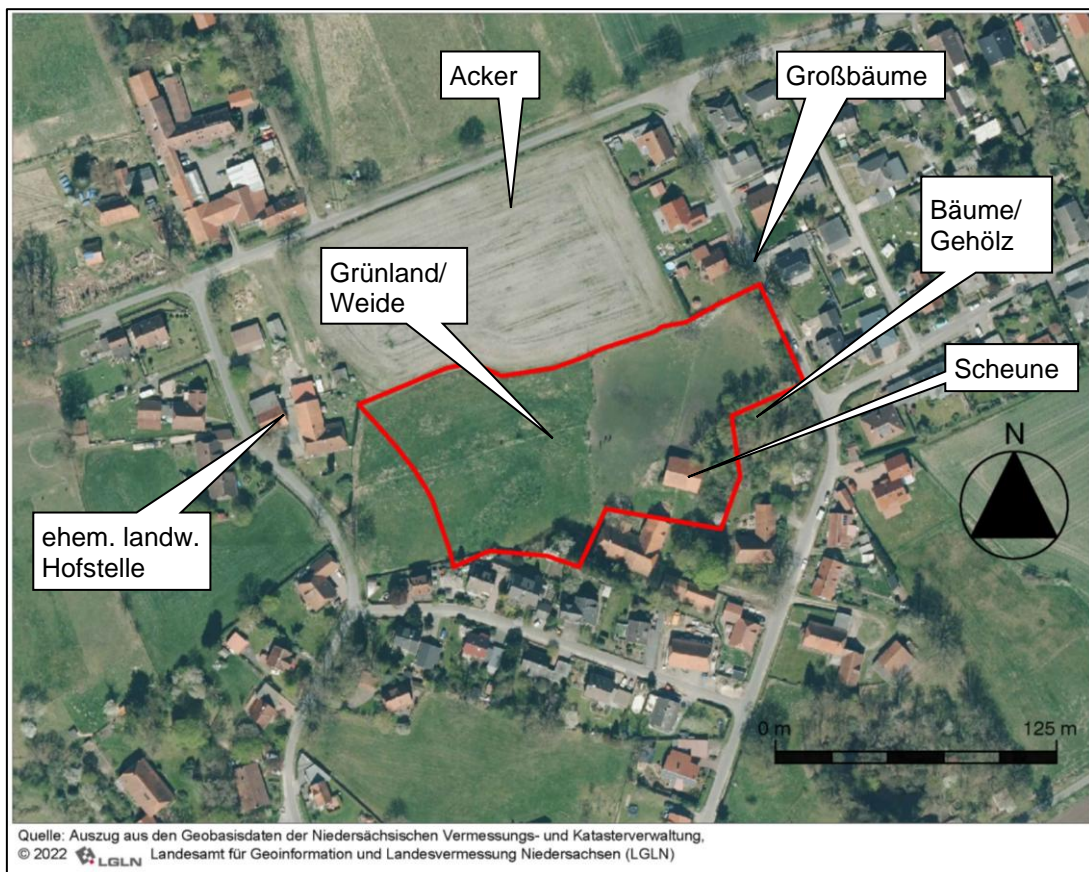 Acker
Großbäume
Bäume/
Gehölz
Grünland/
Weide
Scheune
N
ehem. landw.
Hofstelle
0 m
125 m
Quelle: Auszug aus den Geobasisdaten der Niedersächsischen Vermessungs- und Katasterverwaltung,
© 2022 LGLN Landesamt für Geoinformation und Landesvermessung Niedersachsen (LGLN)